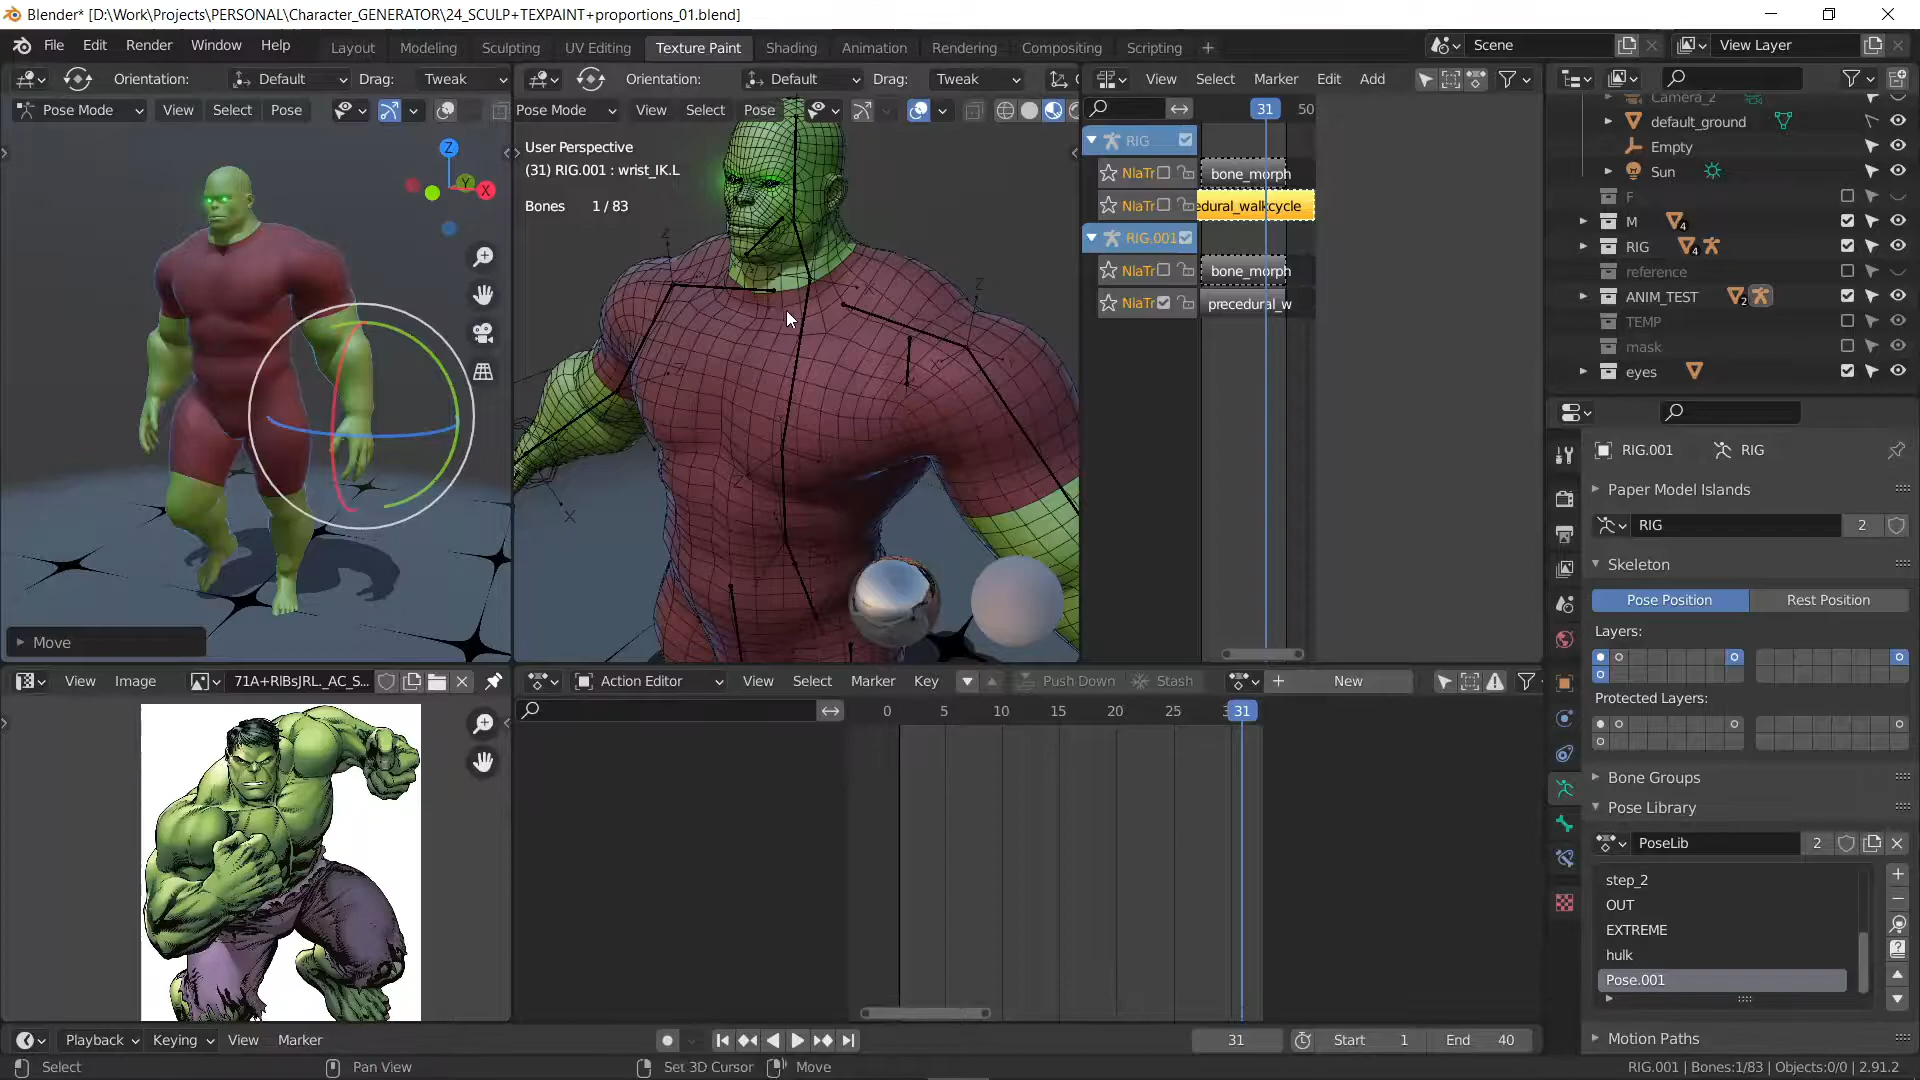 Blender* [D:\Work\Projects\PERSONAL\Character_GENERATOR\24_SCULP+TEXPAINT+proportions_01.blend]
File Edit Render Window Help
Layout Modeling Sculpting UV Editing Texture Paint Shading Animation Rendering Compositing Scripting +
Scene
View Layer
Orientation: Default Drag: Tweak
Orientation: Default Drag: Tweak
View Select Marker Edit Add
Pose Mode View Select Pose
Pose Mode View Select Pose
31 50
Camera_2
default_ground
Empty
Sun
F
M 4
RIG 4
reference
ANIM_TEST 2
TEMP
mask
eyes
Z
Y
X
User Perspective
(31) RIG.001 : wrist_IK.L
Bones 1 / 83
RIG
NlaTr bone_morph
NlaTr edural_walkcycle
RIG.001
NlaTr bone_morph
NlaTr precedural_w
Move
RIG.001 RIG
Paper Model Islands
RIG 2
Skeleton
Pose Position Rest Position
Layers:
Protected Layers:
Bone Groups
Pose Library
PoseLib 2
step_2
OUT
EXTREME
hulk
Pose.001
Motion Paths
View Image 71A+RlBsJRL._AC_S...
Action Editor View Select Marker Key Push Down Stash + New
0 5 10 15 20 25 31
Playback Keying View Marker
31 Start 1 End 40
Select Pan View Set 3D Cursor Move
RIG.001 | Bones:1/83 | Objects:0/0 | 2.91.2